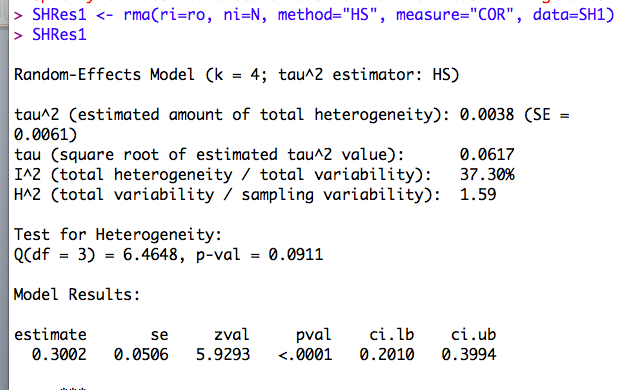 > SHRes1 <- rma(ri=ro, ni=N, method="HS", measure="COR", data=SH1)
> SHRes1
Random-Effects Model (k = 4; tau^2 estimator: HS)
tau^2 (estimated amount of total heterogeneity): 0.0038 (SE =
0.0061)
tau (square root of estimated tau^2 value): 0.0617
I^2 (total heterogeneity / total variability): 37.30%
H^2 (total variability / sampling variability): 1.59
Test for Heterogeneity:
Q(df = 3) = 6.4648, p-val = 0.0911
Model Results:
estimate se zval pval ci.lb ci.ub
0.3002 0.0506 5.9293 <.0001 0.2010 0.3994